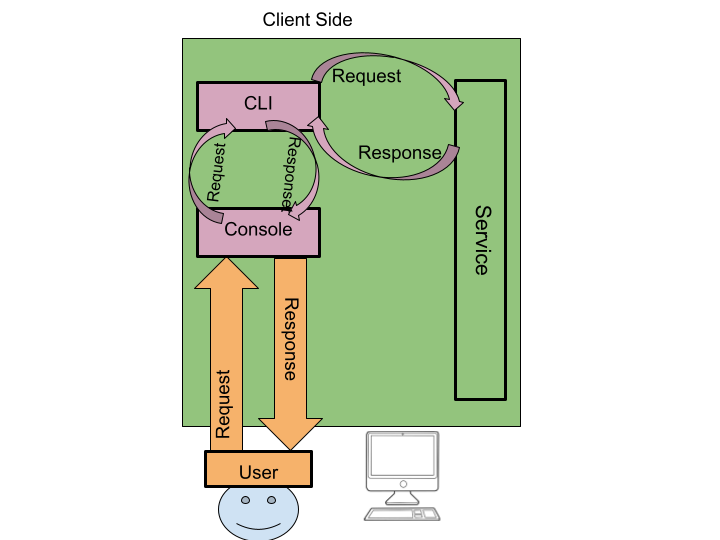 Client Side
Request
CLI
Response
Request
Response
Service
Console
Response
Request
User